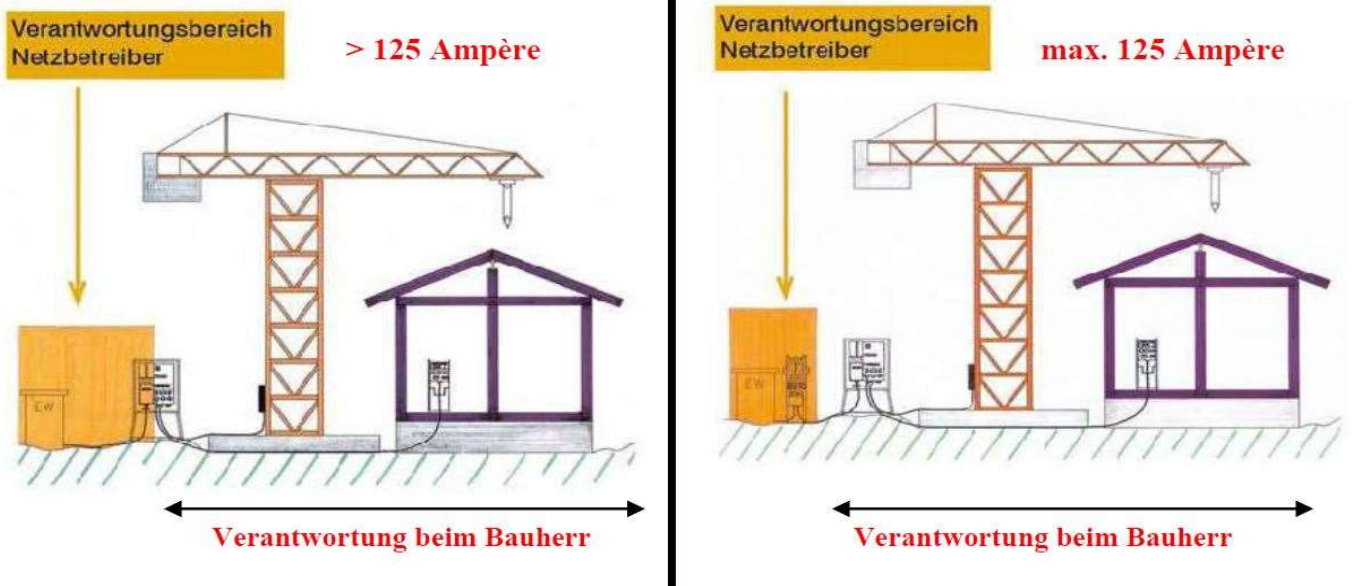 Verantwortungsbereich
Netzbetreiber
> 125 Ampère
EW
Verantwortung beim Bauherr
Verantwortungsbereich
Netzbetreiber
max. 125 Ampère
EW
Verantwortung beim Bauherr